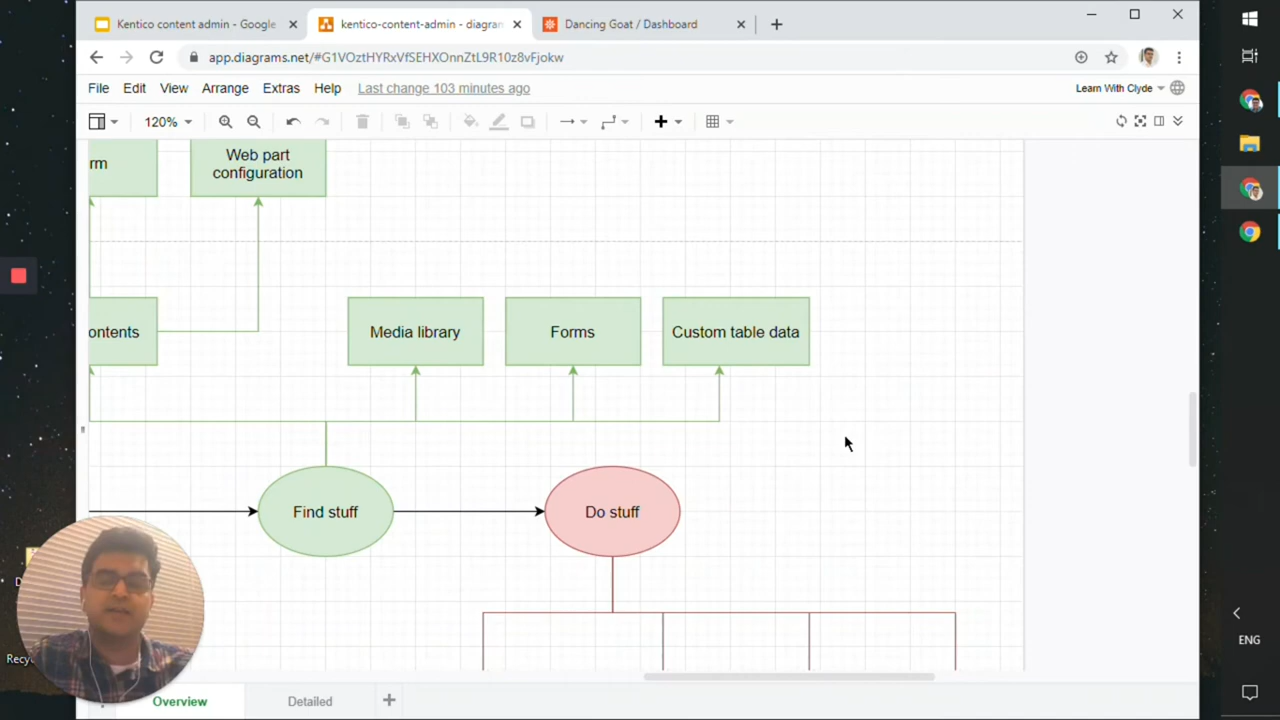 Kentico content admin - Google
kentico-content-admin - diagram
Dancing Goat / Dashboard
app.diagrams.net/#G1VOztHYRxVfSEHXOnnZtL9R10z8vFjokw
File
Edit
View
Arrange
Extras
Help
Last change 103 minutes ago
Learn With Clyde
120%
rm
Web part
configuration
ontents
Media library
Forms
Custom table data
Find stuff
Do stuff
Recy
ENG
Overview
Detailed